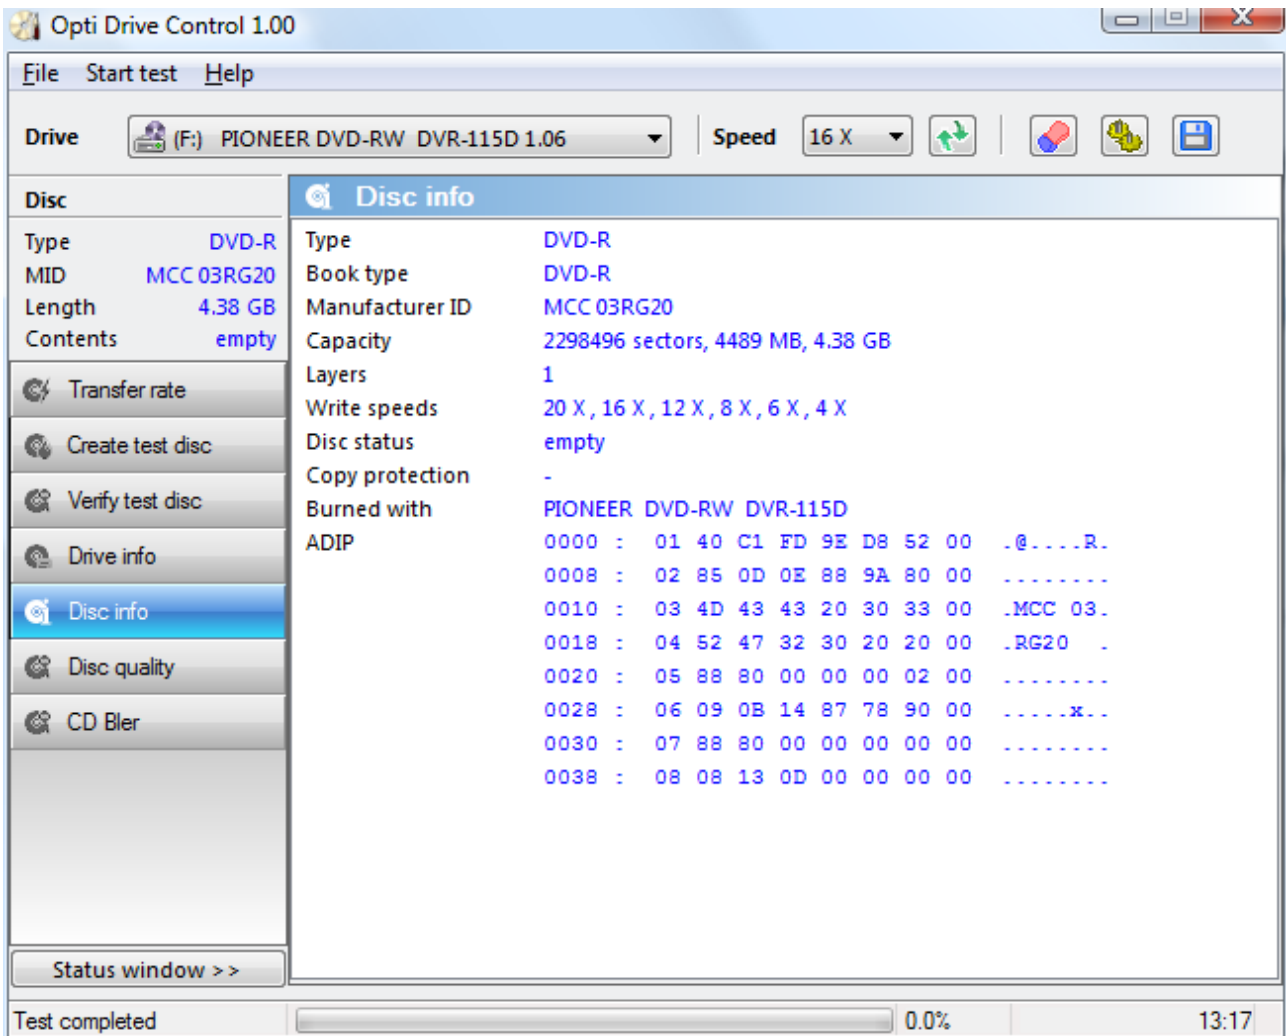 Opti Drive Control 1.00
File Start test Help
Drive (F:) PIONEER DVD-RW DVR-115D 1.06 Speed 16 X
Disc
Type DVD-R
MID MCC 03RG20
Length 4.38 GB
Contents empty
Transfer rate
Create test disc
Verify test disc
Drive info
Disc info
Disc quality
CD Bler
Status window >>
Disc info
Type DVD-R
Book type DVD-R
Manufacturer ID MCC 03RG20
Capacity 2298496 sectors, 4489 MB, 4.38 GB
Layers 1
Write speeds 20 X , 16 X , 12 X , 8 X , 6 X , 4 X
Disc status empty
Copy protection -
Burned with PIONEER DVD-RW DVR-115D
ADIP 0000 : 01 40 C1 FD 9E D8 52 00 .@....R.
0008 : 02 85 0D 0E 88 9A 80 00 ........
0010 : 03 4D 43 43 20 30 33 00 .MCC 03.
0018 : 04 52 47 32 30 20 20 00 .RG20  .
0020 : 05 88 80 00 00 00 02 00 ........
0028 : 06 09 0B 14 87 78 90 00 .....x..
0030 : 07 88 80 00 00 00 00 00 ........
0038 : 08 08 13 0D 00 00 00 00 ........
Test completed 0.0% 13:17